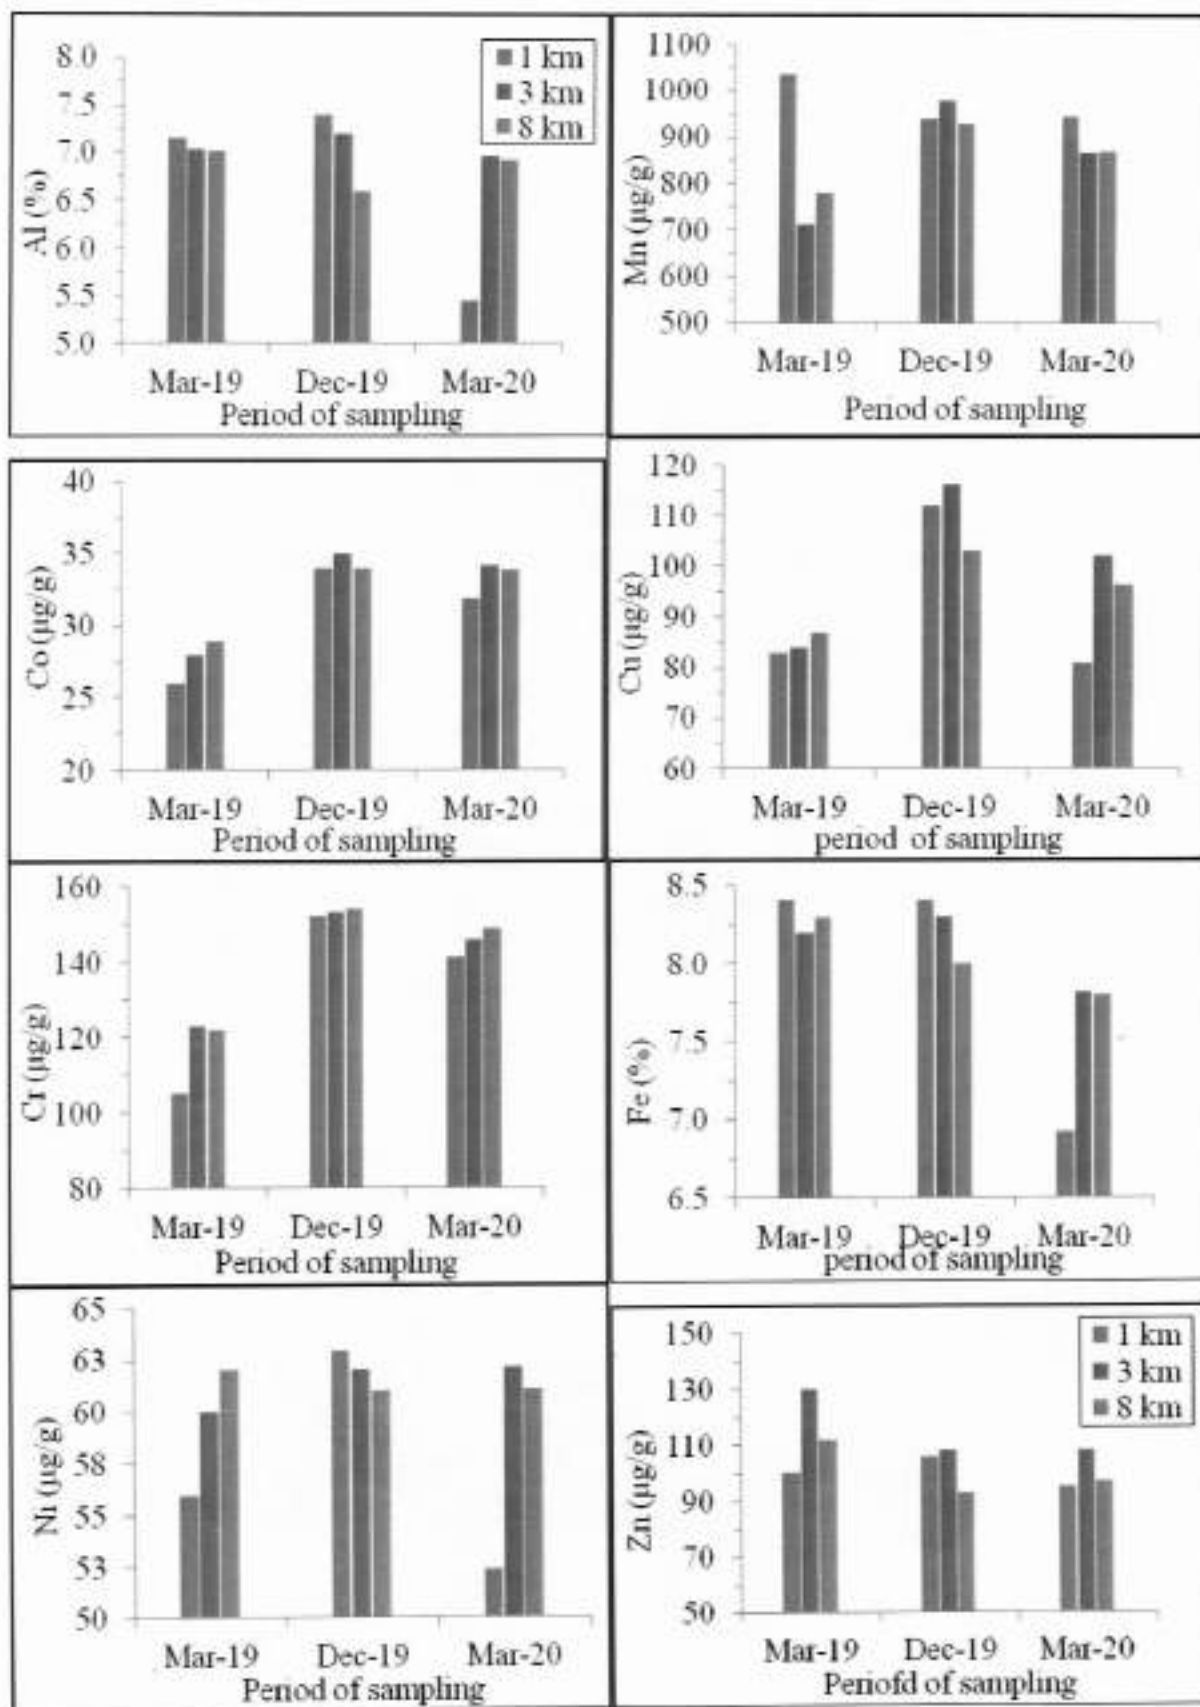 8.0
7.5
7.0
6.5
6.0
5.5
5.0
Al (%)
1 km
3 km
8 km
Mar-19 Dec-19 Mar-20
Period of sampling
1100
1000
900
800
700
600
500
Mn (µg/g)
Mar-19 Dec-19 Mar-20
Period of sampling
40
35
30
25
20
Co (µg/g)
Mar-19 Dec-19 Mar-20
Period of sampling
120
110
100
90
80
70
60
Cu (µg/g)
Mar-19 Dec-19 Mar-20
period of sampling
160
140
120
100
80
Cr (µg/g)
Mar-19 Dec-19 Mar-20
Period of sampling
8.5
8.0
7.5
7.0
6.5
Fe (%)
Mar-19 Dec-19 Mar-20
period of sampling
65
63
60
58
55
53
50
Ni (µg/g)
Mar-19 Dec-19 Mar-20
Period of sampling
150
130
110
90
70
50
Zn (µg/g)
1 km
3 km
8 km
Mar-19 Dec-19 Mar-20
Periofd of sampling